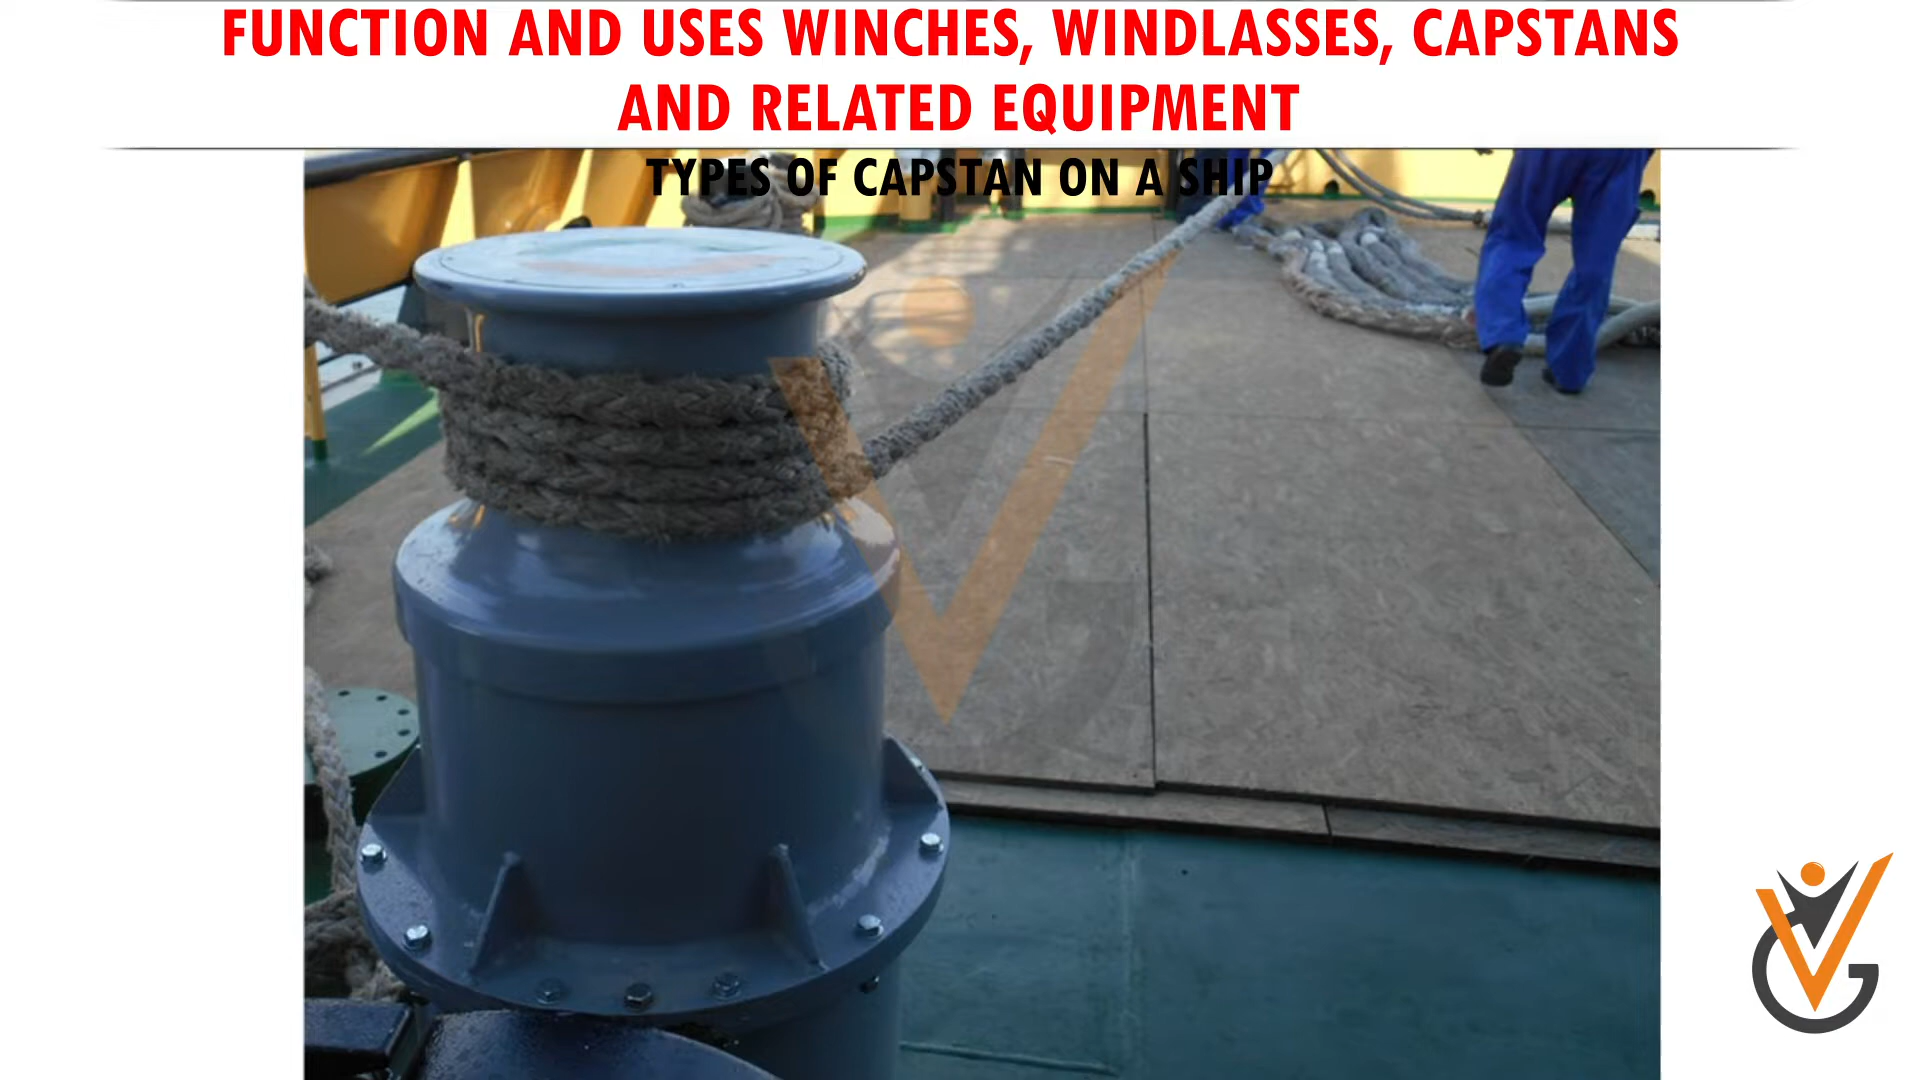 FUNCTION AND USES WINCHES, WINDLASSES, CAPSTANS
AND RELATED EQUIPMENT
TYPES OF CAPSTAN ON A SHIP